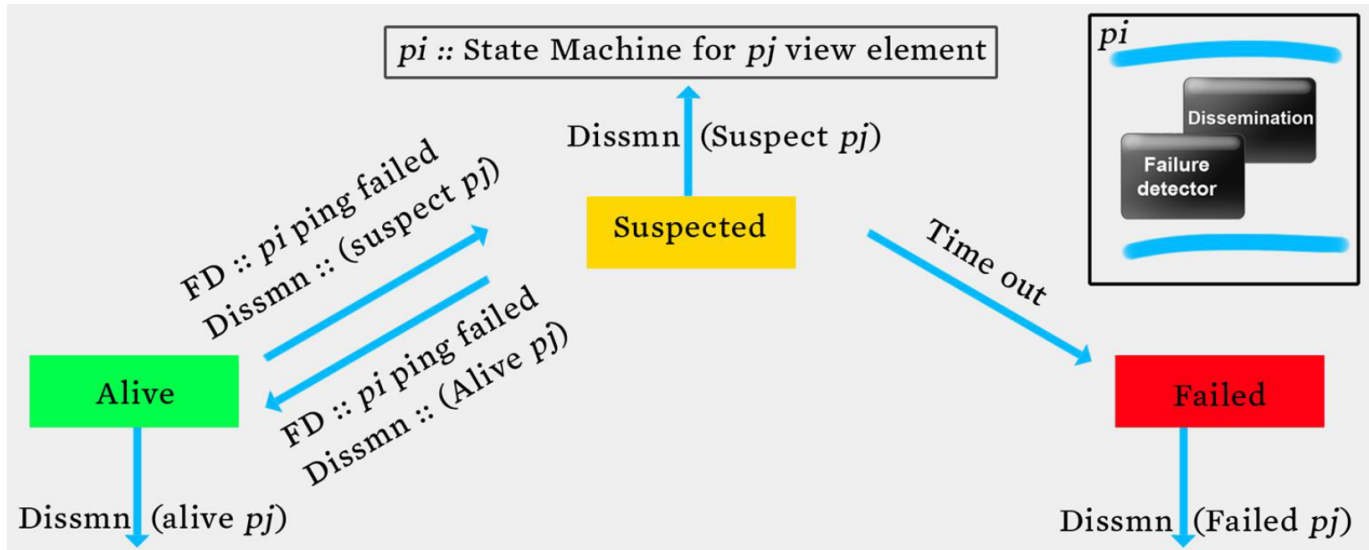 pi :: State Machine for pj view element
pi
Dissemination
Failure
detector
Dissmn (Suspect pj)
FD :: pi ping failed
Dissmn :: (suspect pj)
Suspected
Time out
FD :: pi ping failed
Dissmn :: (Alive pj)
Alive
Failed
Dissmn (alive pj)
Dissmn (Failed pj)